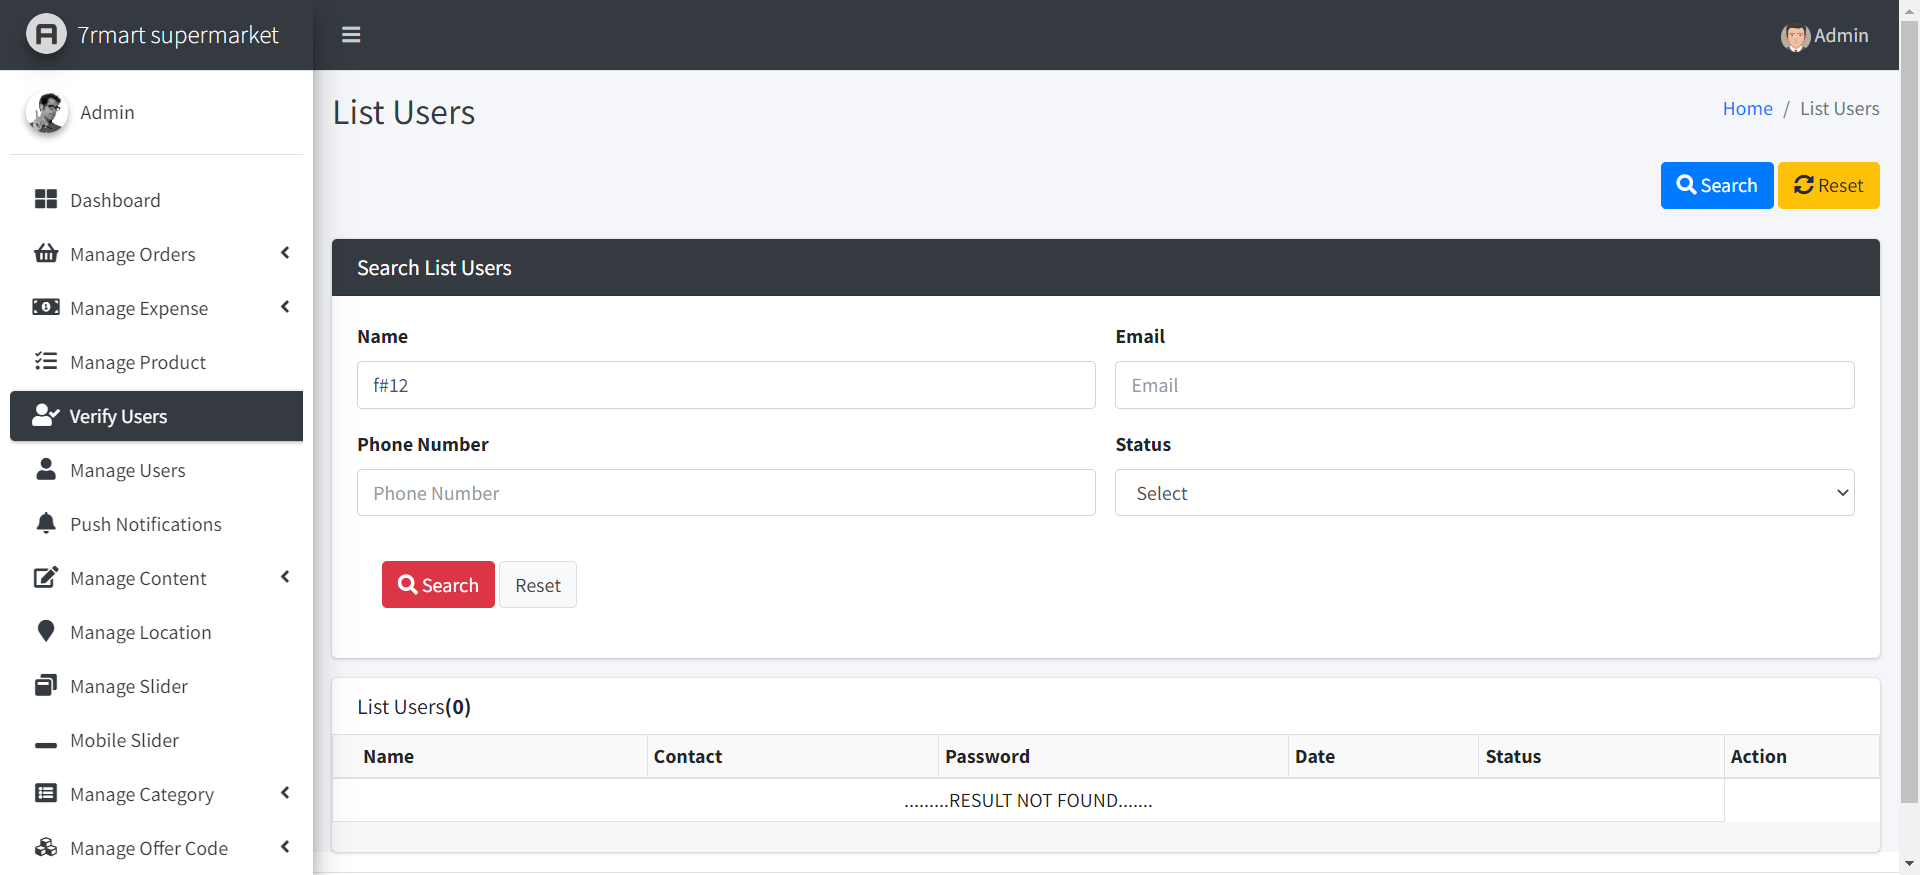 7rmart supermarket
Admin
Admin
Dashboard
Manage Orders
Manage Expense
Manage Product
Verify Users
Manage Users
Push Notifications
Manage Content
Manage Location
Manage Slider
Mobile Slider
Manage Category
Manage Offer Code
List Users
Home / List Users
Search Reset
Search List Users
Name
f#12
Email
Email
Phone Number
Phone Number
Status
Select
Search Reset
List Users(0)
Name Contact Password Date Status Action
.........RESULT NOT FOUND.......